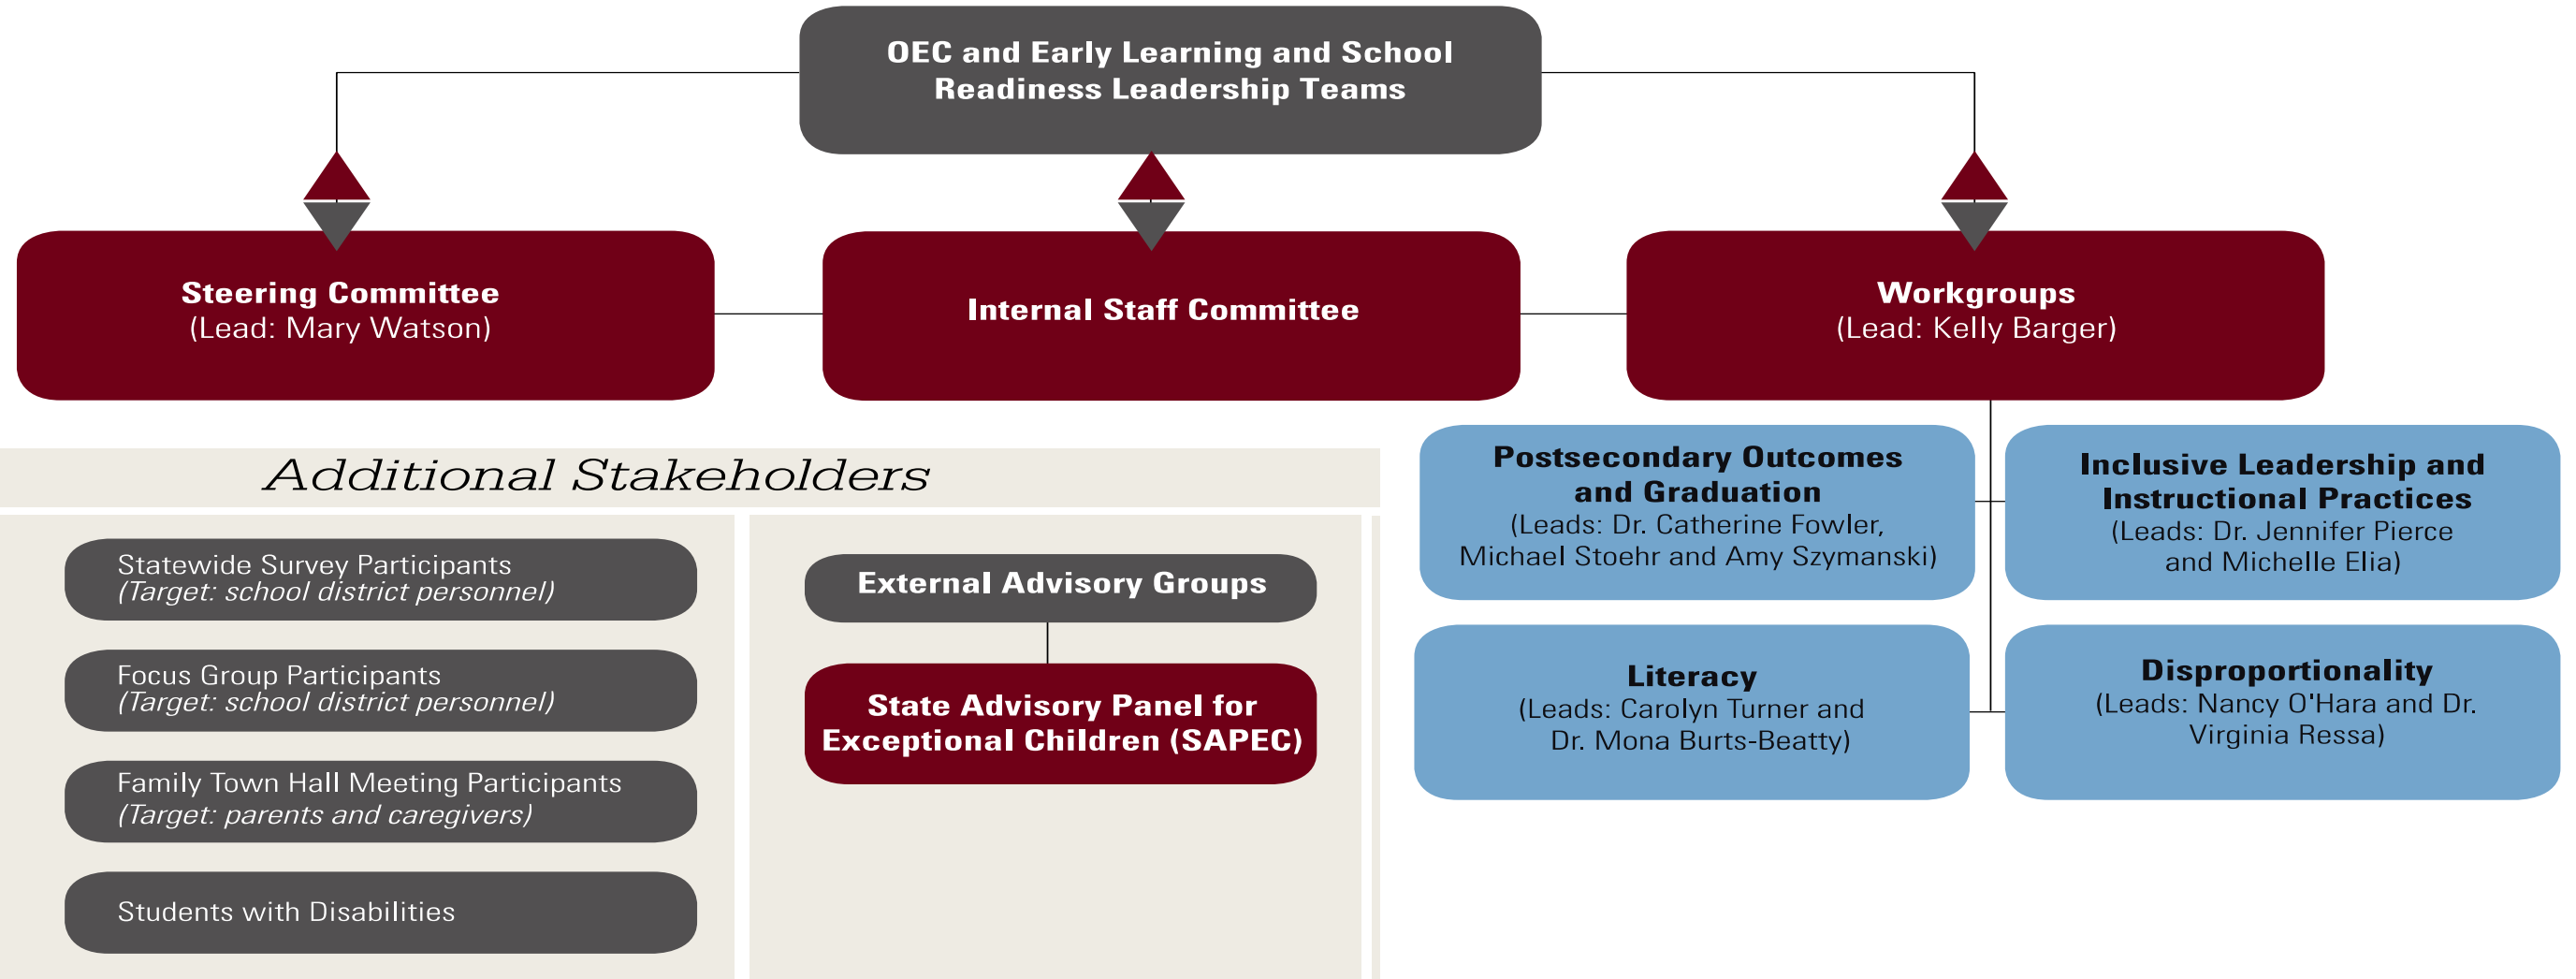 OEC and Early Learning and School
Readiness Leadership Teams
Steering Committee
(Lead: Mary Watson)
Internal Staff Committee
Workgroups
(Lead: Kelly Barger)
Postsecondary Outcomes
and Graduation
(Leads: Dr. Catherine Fowler,
Michael Stoehr and Amy Szymanski)
Inclusive Leadership and
Instructional Practices
(Leads: Dr. Jennifer Pierce
and Michelle Elia)
Literacy
(Leads: Carolyn Turner and
Dr. Mona Burts-Beatty)
Disproportionality
(Leads: Nancy O'Hara and Dr.
Virginia Ressa)
Additional Stakeholders
Statewide Survey Participants
(Target: school district personnel)
Focus Group Participants
(Target: school district personnel)
Family Town Hall Meeting Participants
(Target: parents and caregivers)
Students with Disabilities
External Advisory Groups
State Advisory Panel for
Exceptional Children (SAPEC)